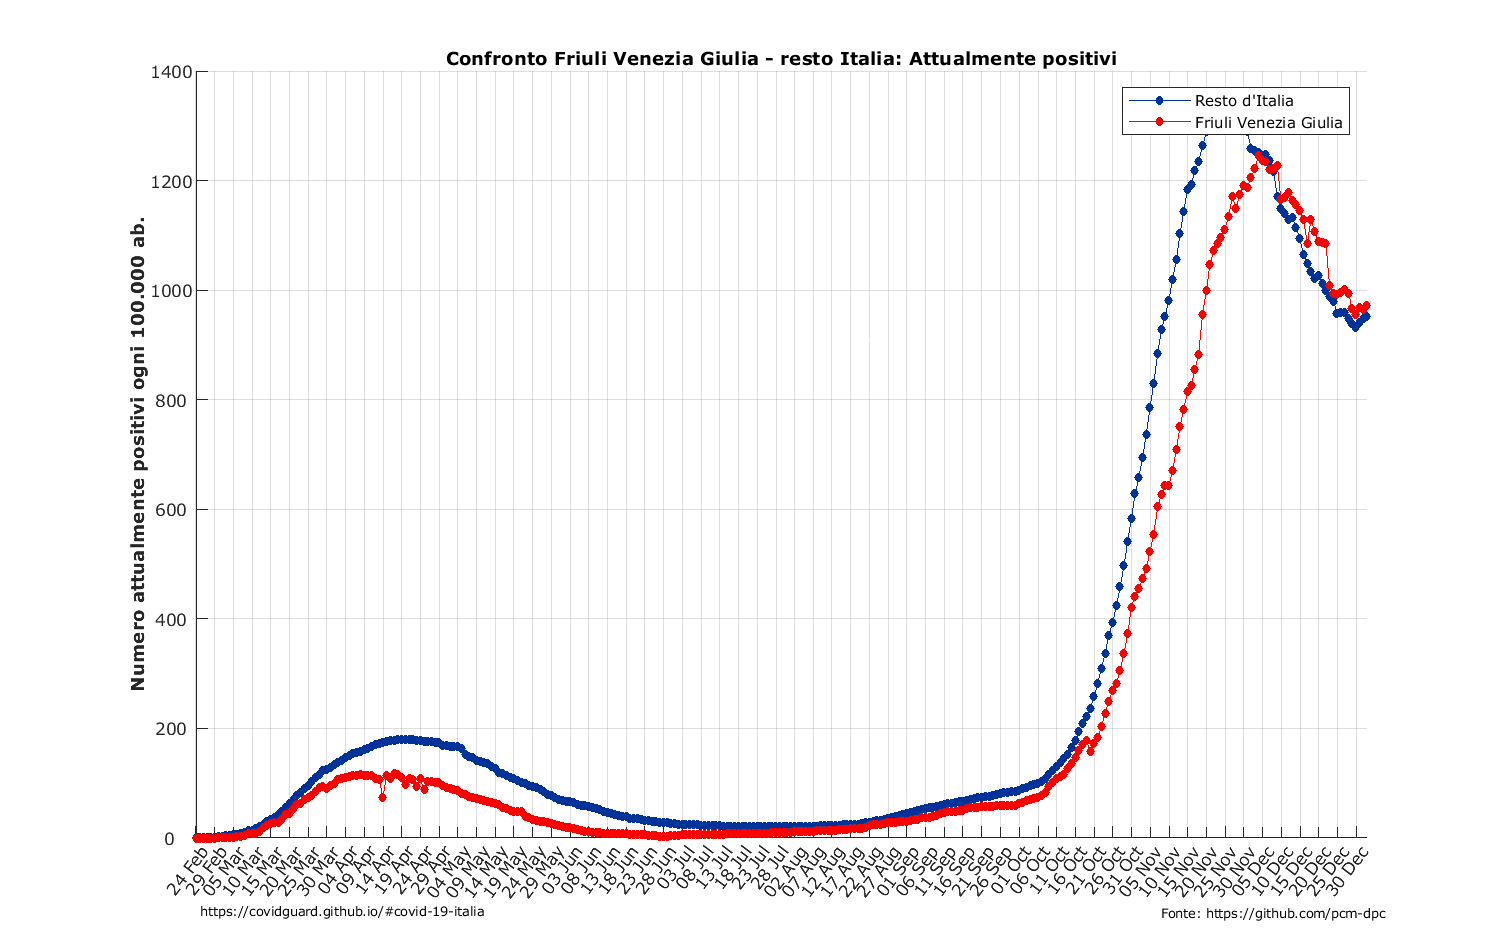 Confronto Friuli Venezia Giulia - resto Italia: Attualmente positivi
Resto d'Italia
Friuli Venezia Giulia
Numero attualmente positivi ogni 100.000 ab.
1400
1200
1000
800
600
400
200
0
24 Feb
29 Feb
05 Mar
10 Mar
15 Mar
20 Mar
25 Mar
30 Mar
04 Apr
09 Apr
14 Apr
19 Apr
24 Apr
29 Apr
04 May
09 May
14 May
19 May
24 May
29 May
03 Jun
08 Jun
13 Jun
18 Jun
23 Jun
28 Jun
03 Jul
08 Jul
13 Jul
18 Jul
23 Jul
28 Jul
02 Aug
07 Aug
12 Aug
17 Aug
22 Aug
27 Aug
01 Sep
06 Sep
11 Sep
16 Sep
21 Sep
26 Sep
01 Oct
06 Oct
11 Oct
16 Oct
21 Oct
26 Oct
31 Oct
05 Nov
10 Nov
15 Nov
20 Nov
25 Nov
30 Nov
05 Dec
10 Dec
15 Dec
20 Dec
25 Dec
30 Dec
https://covidguard.github.io/#covid-19-italia
Fonte: https://github.com/pcm-dpc